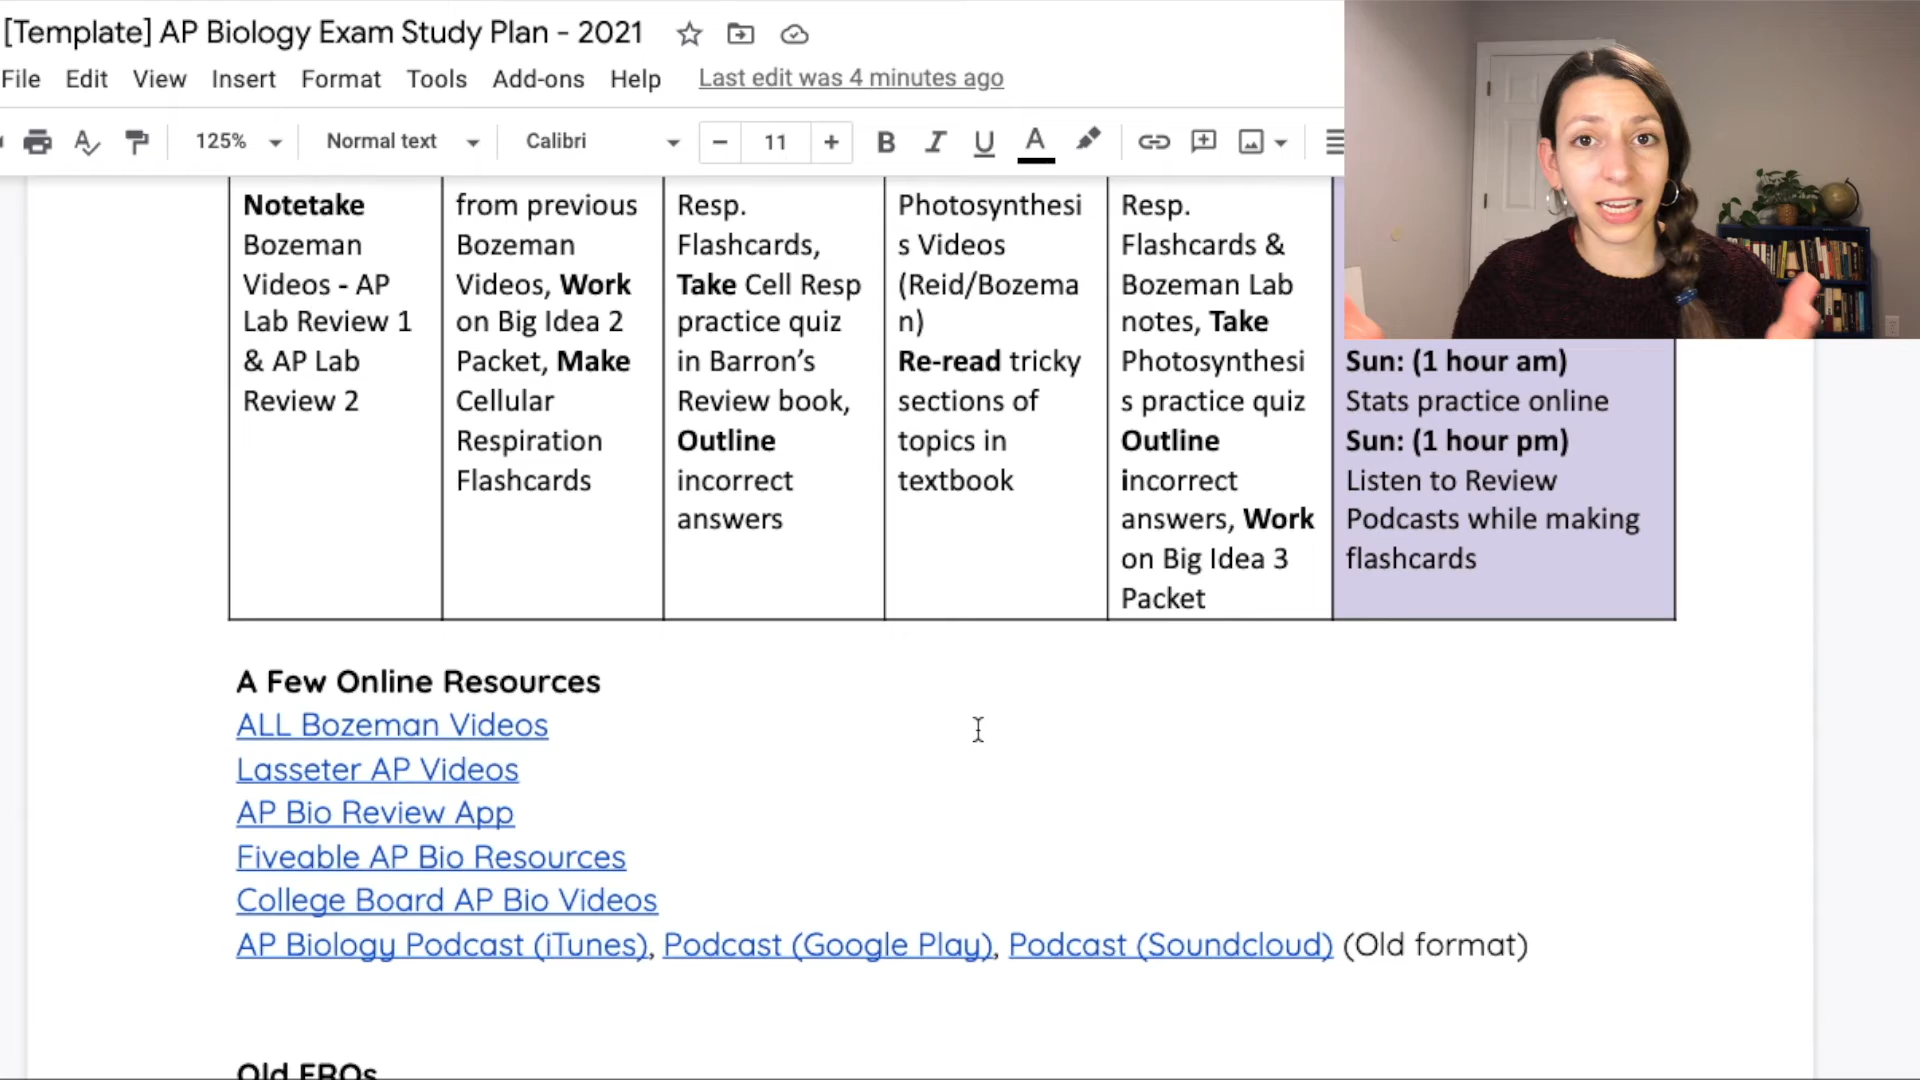 [Template] AP Biology Exam Study Plan - 2021
File Edit View Insert Format Tools Add-ons Help Last edit was 4 minutes ago
125% Normal text Calibri 11 B I U A
Notetake
Bozeman
Videos - AP
Lab Review 1
& AP Lab
Review 2
from previous
Bozeman
Videos, Work
on Big Idea 2
Packet, Make
Cellular
Respiration
Flashcards
Resp.
Flashcards,
Take Cell Resp
practice quiz
in Barron’s
Review book,
Outline
incorrect
answers
Photosynthesi
s Videos
(Reid/Bozema
n)
Re-read tricky
sections of
topics in
textbook
Resp.
Flashcards &
Bozeman Lab
notes, Take
Photosynthesi
s practice quiz
Outline
incorrect
answers, Work
on Big Idea 3
Packet
Sun: (1 hour am)
Stats practice online
Sun: (1 hour pm)
Listen to Review
Podcasts while making
flashcards
A Few Online Resources
ALL Bozeman Videos
Lasseter AP Videos
AP Bio Review App
Fiveable AP Bio Resources
College Board AP Bio Videos
AP Biology Podcast (iTunes), Podcast (Google Play), Podcast (Soundcloud) (Old format)
Old FRQs